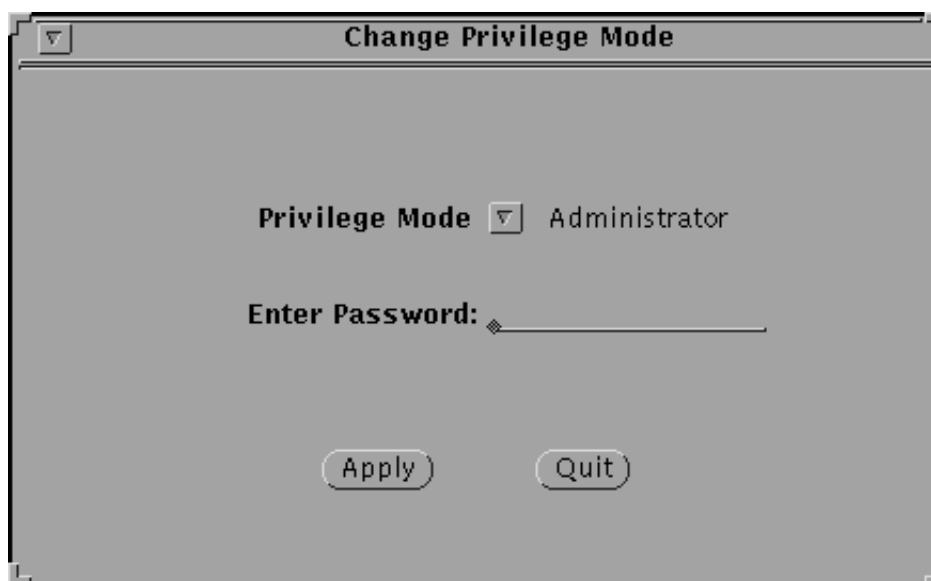 Change Privilege Mode
Privilege Mode Administrator
Enter Password:
Apply Quit